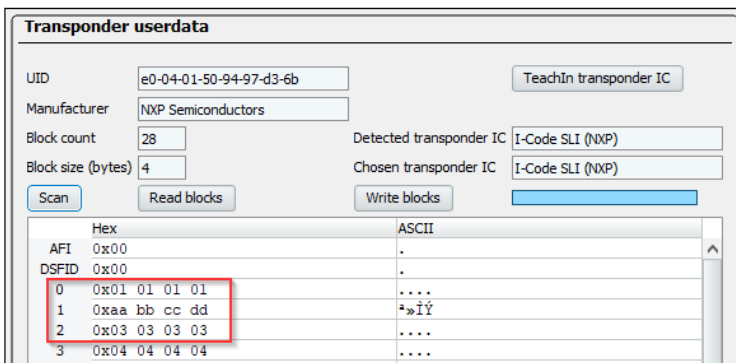 Transponder userdata
UID e0-04-01-50-94-97-d3-6b TeachIn transponder IC
Manufacturer NXP Semiconductors
Block count 28 Detected transponder IC I-Code SLI (NXP)
Block size (bytes) 4 Chosen transponder IC I-Code SLI (NXP)
Scan Read blocks Write blocks
Hex ASCII
AFI 0x00 .
DSFID 0x00 .
0 0x01 01 01 01 ....
1 0xaa bb cc dd ª»ÌÝ
2 0x03 03 03 03 ....
3 0x04 04 04 04 ....